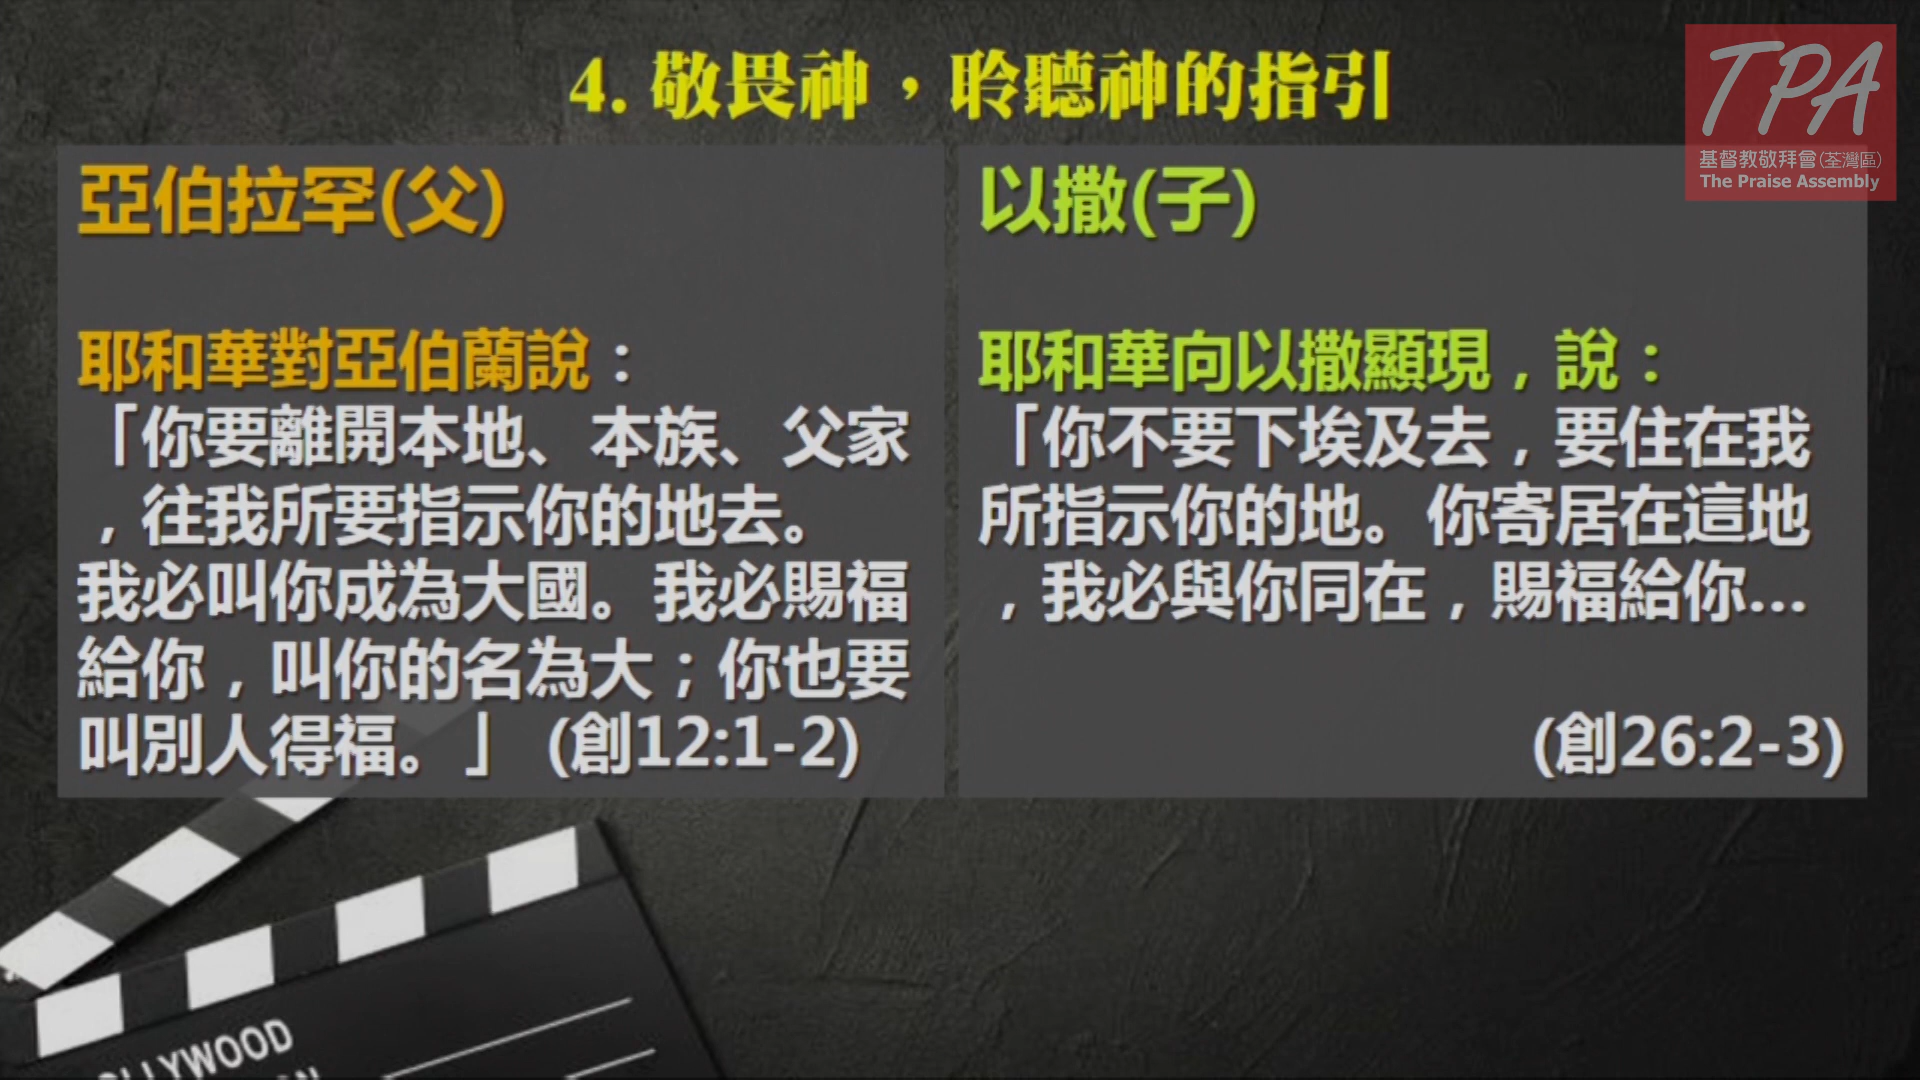 4. 敬畏神，聆聽神的指引
TPA
基督教敬拜會(荃灣區)
The Praise Assembly
亞伯拉罕(父)
耶和華對亞伯蘭說：
「你要離開本地、本族、父家
，往我所要指示你的地去。
我必叫你成為大國。我必賜福
給你，叫你的名為大；你也要
叫別人得福。」 (創12:1-2)
以撒(子)
耶和華向以撒顯現，說：
「你不要下埃及去，要住在我
所指示你的地。你寄居在這地
，我必與你同在，賜福給你...
(創26:2-3)